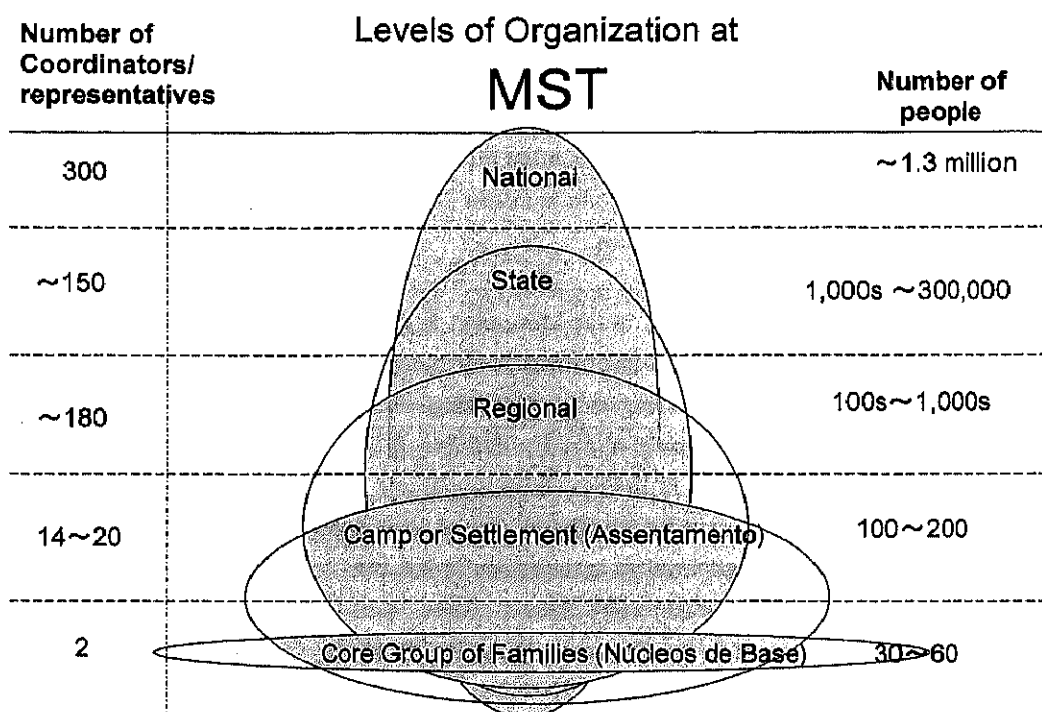 Levels of Organization at
MST
Number of
Coordinators/
representatives
Number of
people
300
National
~1.3 million
~150
State
1,000s ~300,000
~180
Regional
100s~1,000s
14~20
Camp or Settlement (Assentamento)
100~200
2
Core Group of Families (Núcleos de Base)
30~60